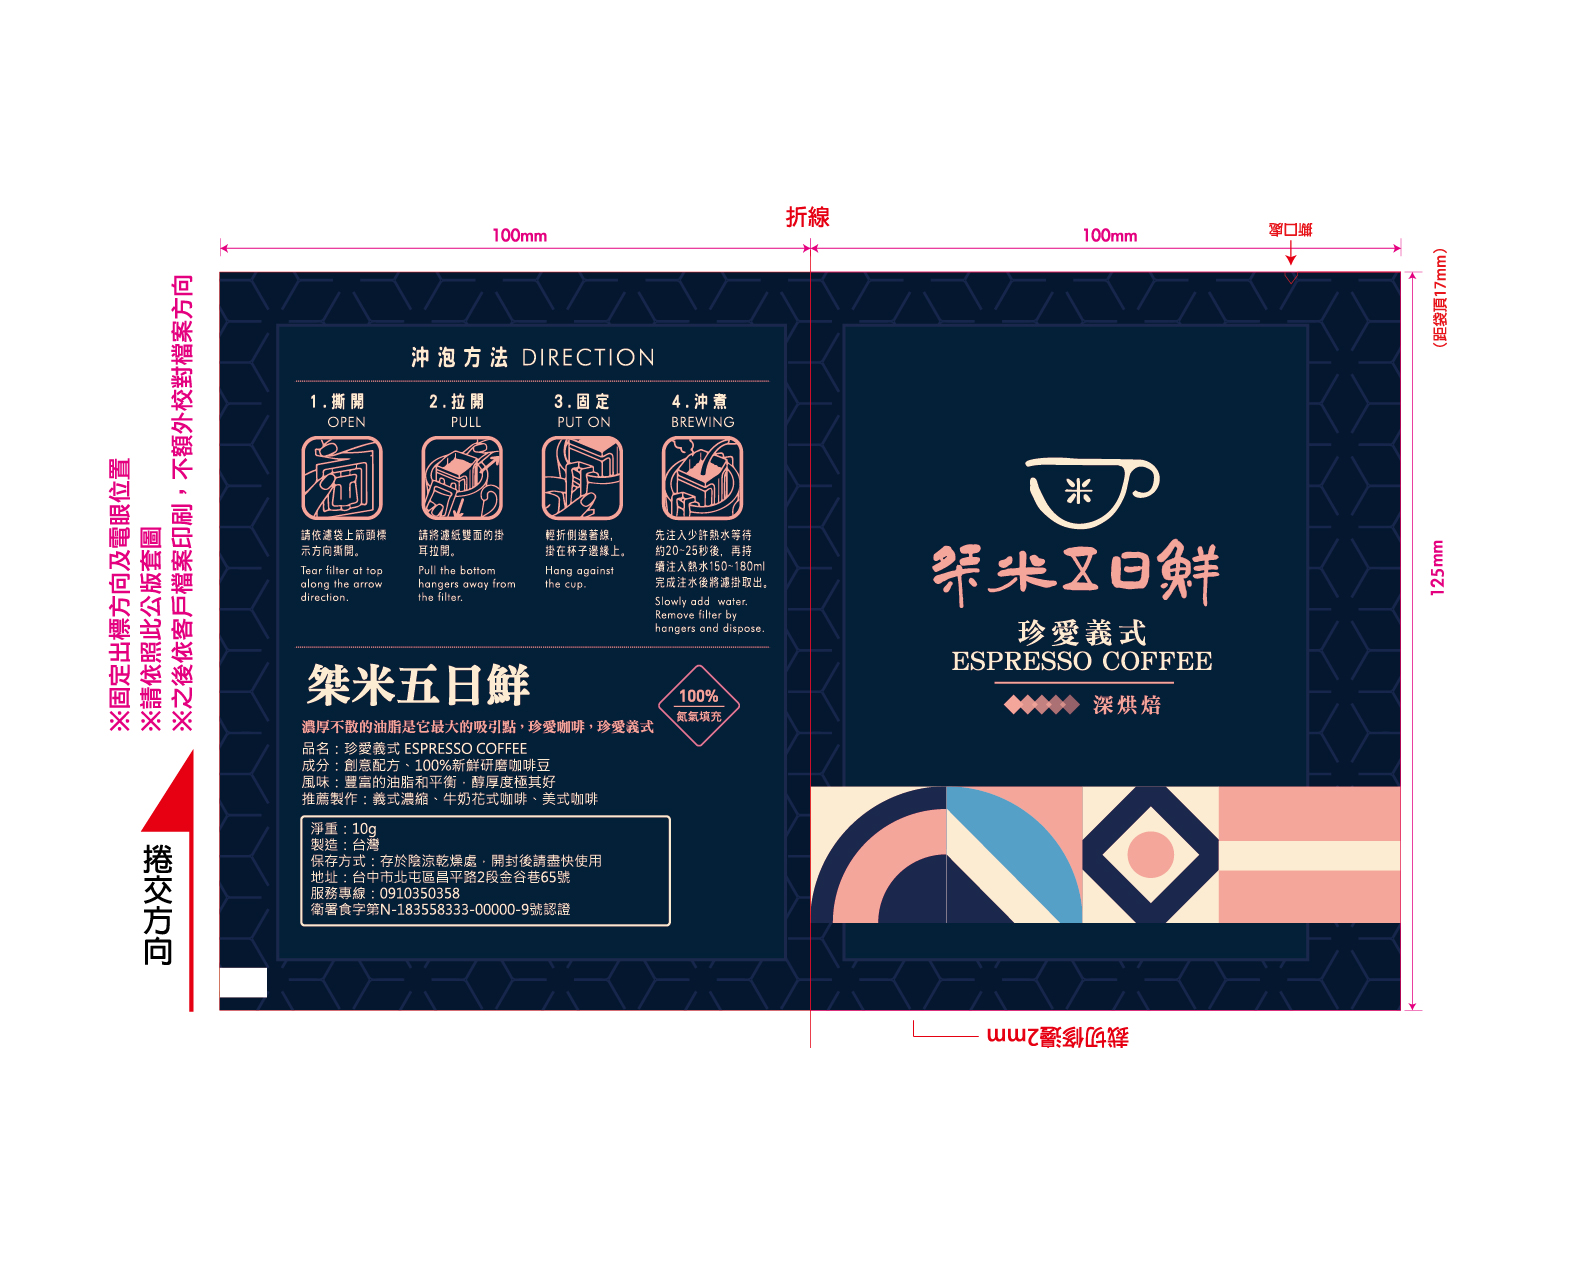 折線
100mm
100mm
撕口處
（距袋頂17mm）
125mm
※固定出標方向及電眼位置
※請依照此公版套圖
※之後依客戶檔案印刷，不額外校對檔案方向
捲交方向
沖泡方法 DIRECTION
1.撕開
OPEN
請依濾袋上箭頭標
示方向撕開。
Tear filter at top
along the arrow
direction.
2.拉開
PULL
請將濾紙雙面的掛
耳拉開。
Pull the bottom
hangers away from
the filter.
3.固定
PUT ON
輕折側邊著線，
掛在杯子邊緣上。
Hang against
the cup.
4.沖煮
BREWING
先注入少許熱水等待
約20~25秒後，再持
續注入熱水150~180ml
完成注水後將濾掛取出。
Slowly add water.
Remove filter by
hangers and dispose.
桀米五日鮮
100%
氮氣填充
濃厚不散的油脂是它最大的吸引點，珍愛咖啡，珍愛義式
品名：珍愛義式 ESPRESSO COFFEE
成分：創意配方、100%新鮮研磨咖啡豆
風味：豐富的油脂和平衡，醇厚度極其好
推薦製作：義式濃縮、牛奶花式咖啡、美式咖啡
淨重：10g
製造：台灣
保存方式：存於陰涼乾燥處，開封後請盡快使用
地址：台中市北屯區昌平路2段金谷巷65號
服務專線：0910350358
衛署食字第N-183558333-00000-9號認證
米
桀米五日鮮
珍愛義式
ESPRESSO COFFEE
深烘焙
裁切修邊2mm